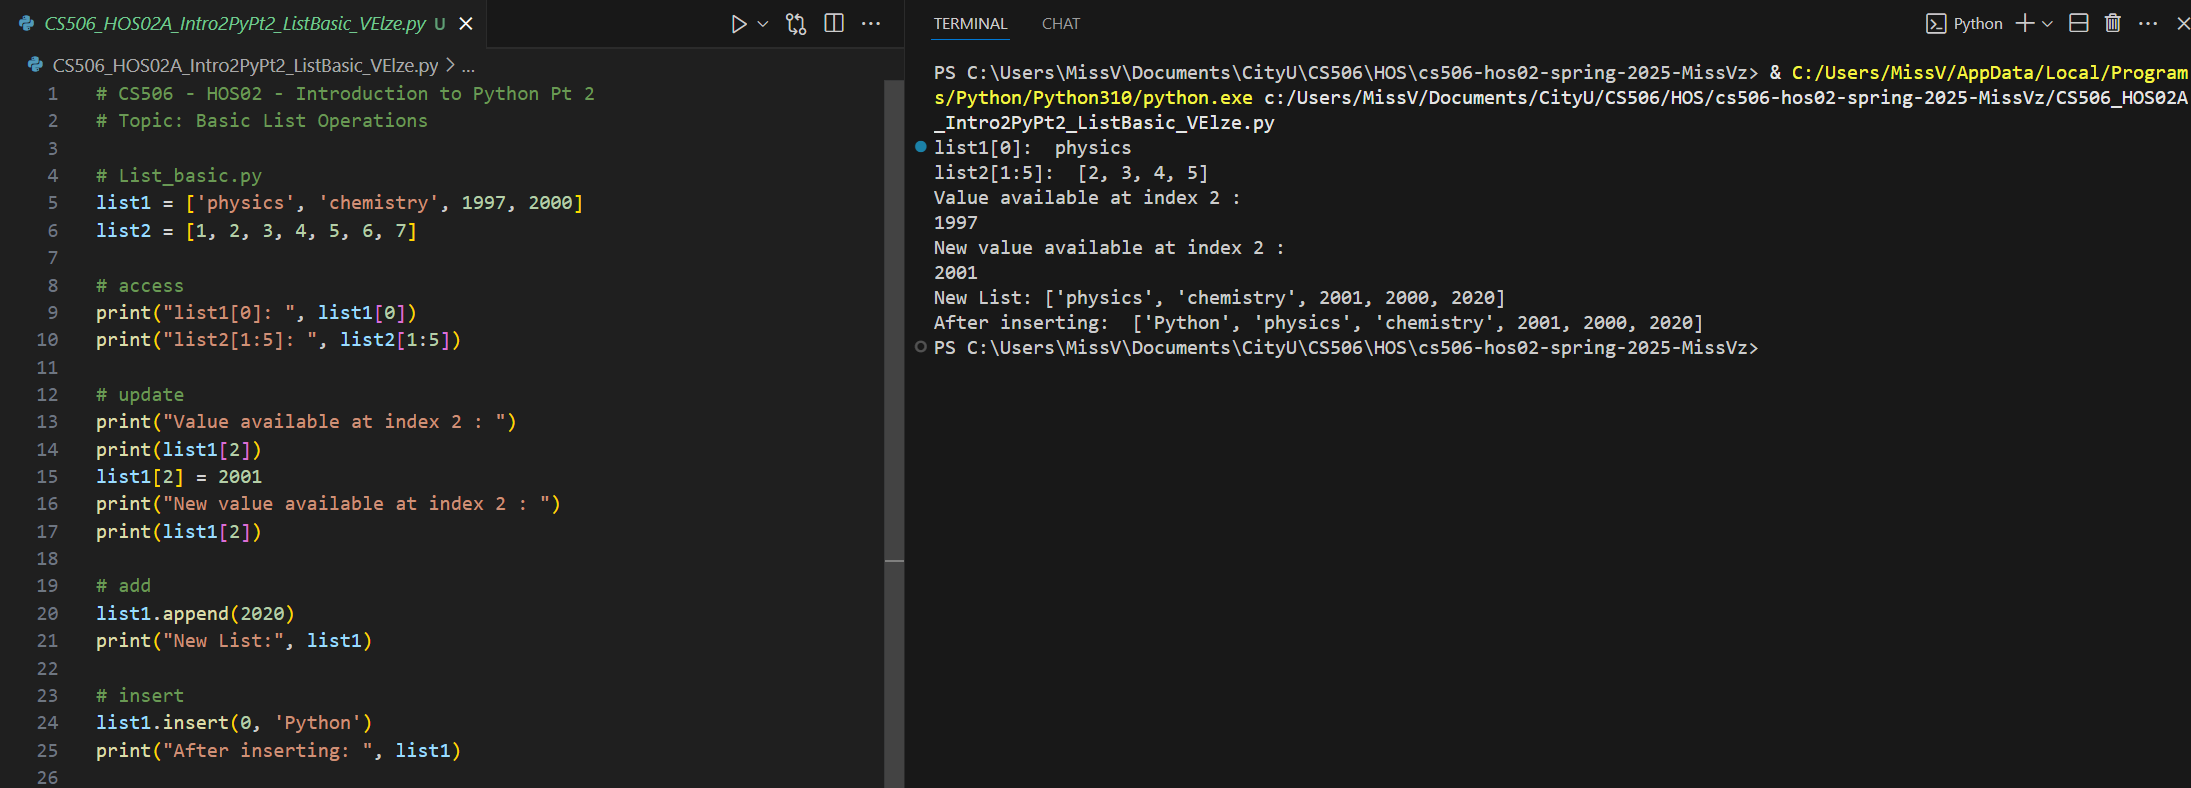 CS506_HOS02A_Intro2PyPt2_ListBasic_VElze.py U
CS506_HOS02A_Intro2PyPt2_ListBasic_VElze.py > ...
1 # CS506 - HOS02 - Introduction to Python Pt 2
2 # Topic: Basic List Operations
3
4 # List_basic.py
5 list1 = ['physics', 'chemistry', 1997, 2000]
6 list2 = [1, 2, 3, 4, 5, 6, 7]
7
8 # access
9 print("list1[0]: ", list1[0])
10 print("list2[1:5]: ", list2[1:5])
11
12 # update
13 print("Value available at index 2 : ")
14 print(list1[2])
15 list1[2] = 2001
16 print("New value available at index 2 : ")
17 print(list1[2])
18
19 # add
20 list1.append(2020)
21 print("New List:", list1)
22
23 # insert
24 list1.insert(0, 'Python')
25 print("After inserting: ", list1)
26
TERMINAL CHAT
Python
PS C:\Users\MissV\Documents\CityU\CS506\HOS\cs506-hos02-spring-2025-MissVz> & C:/Users/MissV/AppData/Local/Program
s/Python/Python310/python.exe c:/Users/MissV/Documents/CityU/CS506/HOS/cs506-hos02-spring-2025-MissVz/CS506_HOS02A
_Intro2PyPt2_ListBasic_VElze.py
list1[0]:  physics
list2[1:5]:  [2, 3, 4, 5]
Value available at index 2 :
1997
New value available at index 2 :
2001
New List: ['physics', 'chemistry', 2001, 2000, 2020]
After inserting:  ['Python', 'physics', 'chemistry', 2001, 2000, 2020]
PS C:\Users\MissV\Documents\CityU\CS506\HOS\cs506-hos02-spring-2025-MissVz>